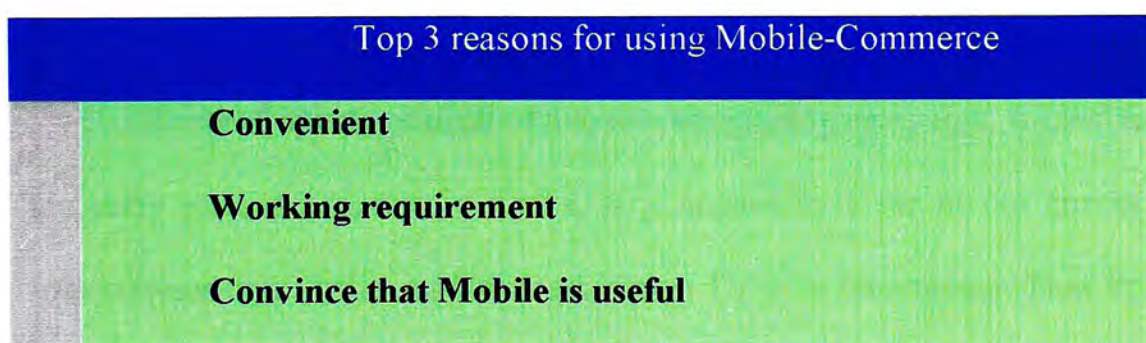 Top 3 reasons for using Mobile-Commerce
Convenient
Working requirement
Convince that Mobile is useful